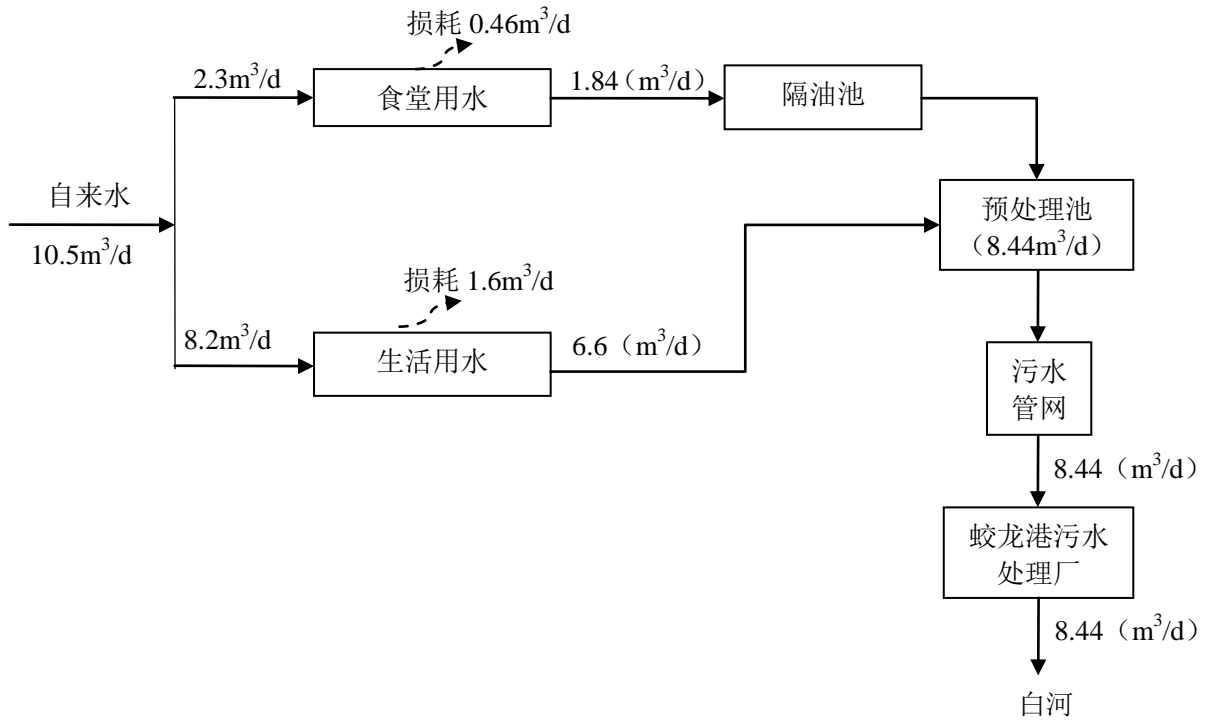 损耗 0.46m³/d
2.3m³/d
食堂用水
1.84（m³/d）
隔油池
自来水
10.5m³/d
预处理池
（8.44m³/d）
损耗 1.6m³/d
8.2m³/d
生活用水
6.6（m³/d）
污水
管网
8.44（m³/d）
蛟龙港污水
处理厂
8.44（m³/d）
白河